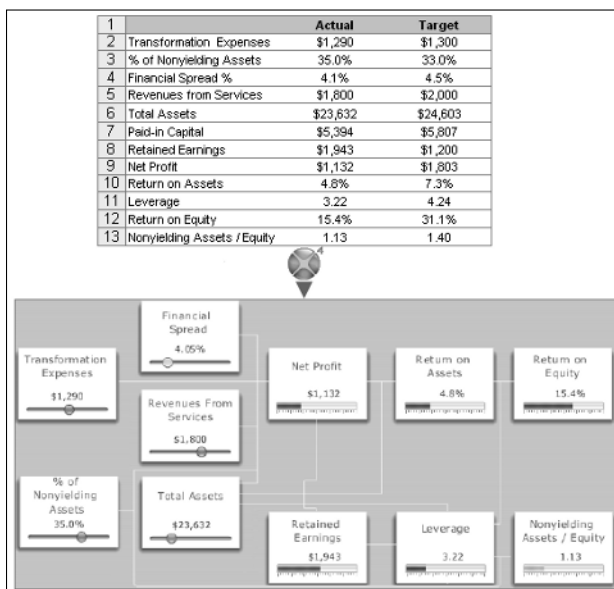 1 Actual Target
2 Transformation Expenses $1,290 $1,300
3 % of Nonyielding Assets 35.0% 33.0%
4 Financial Spread % 4.1% 4.5%
5 Revenues from Services $1,800 $2,000
6 Total Assets $23,632 $24,603
7 Paid-in Capital $5,394 $5,807
8 Retained Earnings $1,943 $1,200
9 Net Profit $1,132 $1,803
10 Return on Assets 4.8% 7.3%
11 Leverage 3.22 4.24
12 Return on Equity 15.4% 31.1%
13 Nonyielding Assets / Equity 1.13 1.40
4
Financial
Spread
4.05%
Transformation
Expenses
$1,290
Revenues From
Services
$1,800
Net Profit
$1,132
Return on
Assets
4.8%
Return on
Equity
15.4%
% of
Nonyielding
Assets
35.0%
Total Assets
$23,632
Retained
Earnings
$1,943
Leverage
3.22
Nonyielding
Assets / Equity
1.13